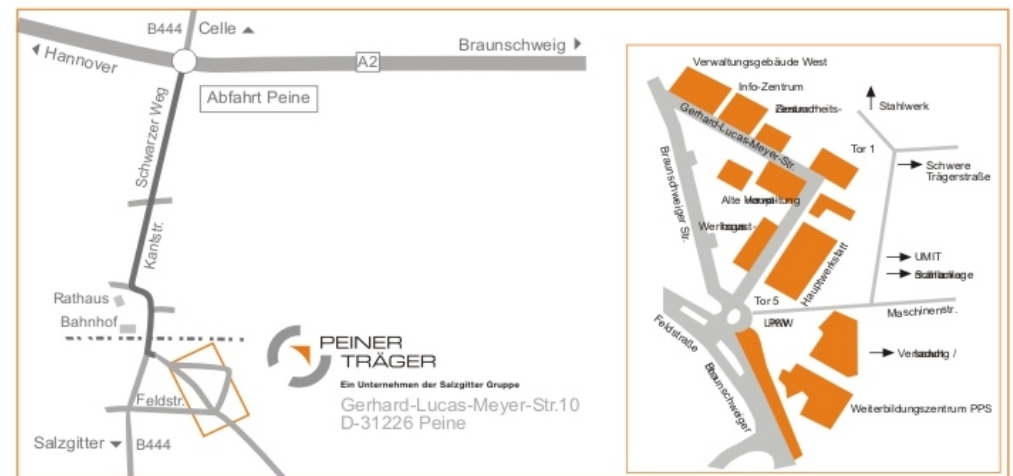 B444
Celle
Hannover
Braunschweig
A2
Abfahrt Peine
Schwarzer Weg
Kantstr.
Rathaus
Bahnhof
Feldstr.
Salzgitter
B444
PEINER
TRÄGER
Ein Unternehmen der Salzgitter Gruppe
Gerhard-Lucas-Meyer-Str.10
D-31226 Peine
Verwaltungsgebäude West
Info-Zentrum
Stahlwerk
Gerhard-Lucas-Meyer-Str.
Tor 1
Schwere
Trägerstraße
Braunschweiger Str.
Alte
Hauptwerkstatt
UMIT
Tor 5
Maschinenstr.
Feldstraße
Braunschweiger
Weiterbildungszentrum PPS